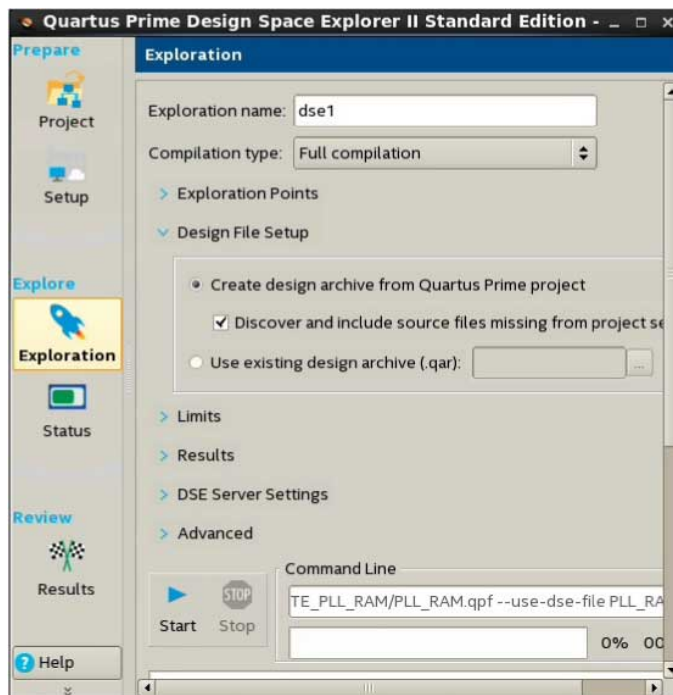 Quartus Prime Design Space Explorer II Standard Edition -
Prepare
Project
Setup
Explore
Exploration
Status
Review
Results
Help
Exploration
Exploration name: dse1
Compilation type: Full compilation
Exploration Points
Design File Setup
Create design archive from Quartus Prime project
Discover and include source files missing from project se
Use existing design archive (.qar): ...
Limits
Results
DSE Server Settings
Advanced
Start
STOP
Stop
Command Line
TE_PLL_RAM/PLL_RAM.qpf --use-dse-file PLL_RA
0% 00